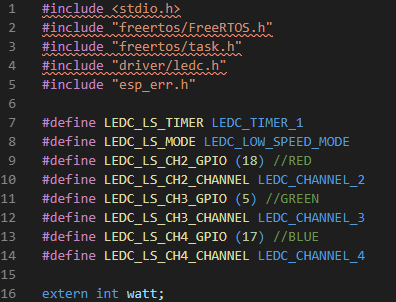 1 #include <stdio.h>
2 #include "freertos/FreeRTOS.h"
3 #include "freertos/task.h"
4 #include "driver/ledc.h"
5 #include "esp_err.h"
6
7 #define LEDC_LS_TIMER LEDC_TIMER_1
8 #define LEDC_LS_MODE LEDC_LOW_SPEED_MODE
9 #define LEDC_LS_CH2_GPIO (18) //RED
10 #define LEDC_LS_CH2_CHANNEL LEDC_CHANNEL_2
11 #define LEDC_LS_CH3_GPIO (5) //GREEN
12 #define LEDC_LS_CH3_CHANNEL LEDC_CHANNEL_3
13 #define LEDC_LS_CH4_GPIO (17) //BLUE
14 #define LEDC_LS_CH4_CHANNEL LEDC_CHANNEL_4
15
16 extern int watt;